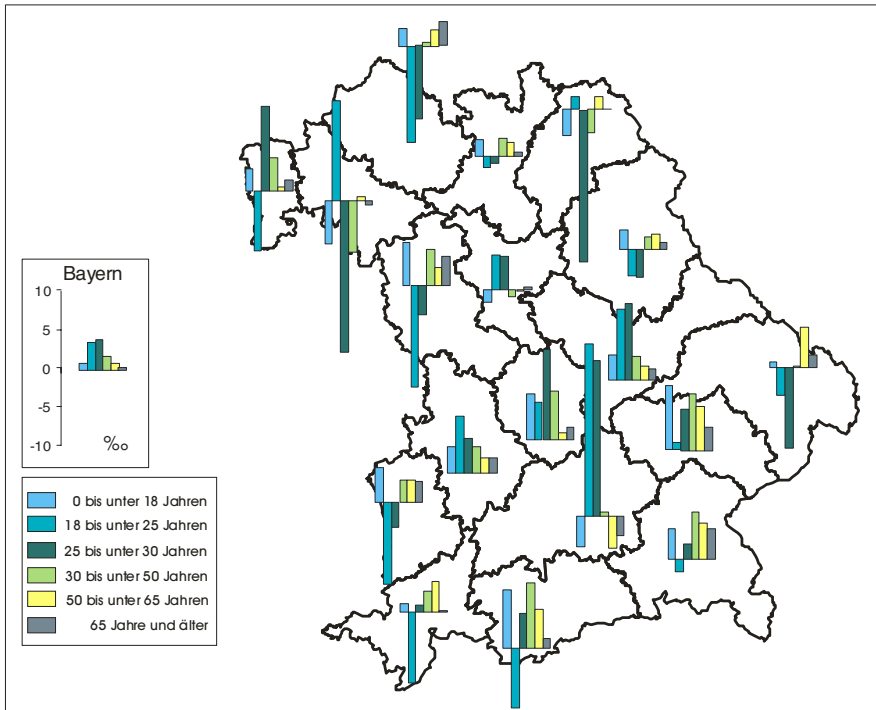 Bayern
10
5
0
-5
-10
‰
0 bis unter 18 Jahren
18 bis unter 25 Jahren
25 bis unter 30 Jahren
30 bis unter 50 Jahren
50 bis unter 65 Jahren
65 Jahre und älter